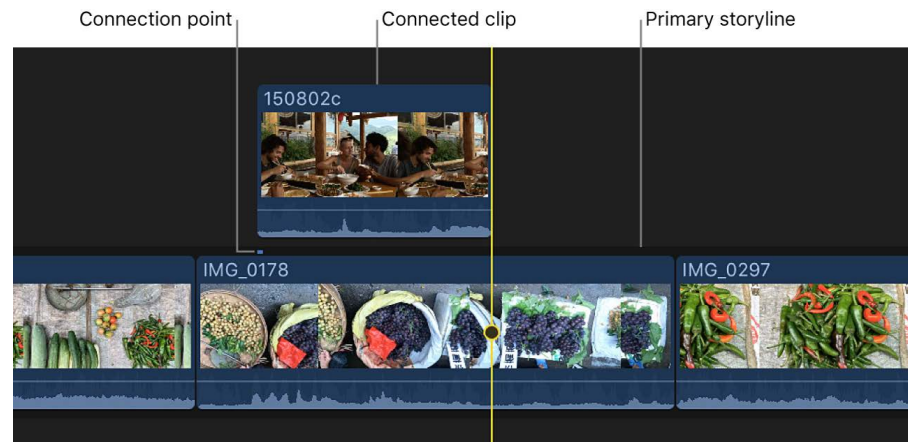 Connection point
Connected clip
Primary storyline
150802c
IMG_0178
IMG_0297